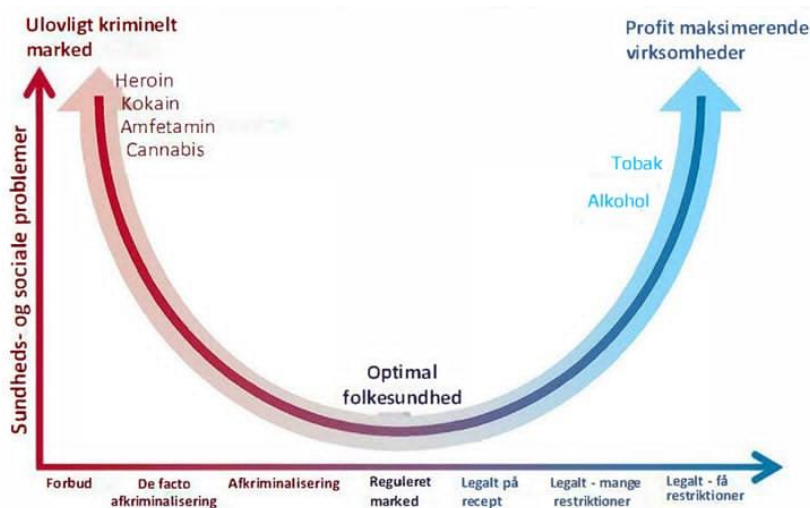 Ulovligt kriminelt
marked
Profit maksimerende
virksomheder
Heroin
Kokain
Amfetamin
Cannabis
Tobak
Alkohol
Sundheds- og sociale problemer
Optimal
folkesundhed
Forbud
De facto
afkriminalisering
Afkriminalisering
Reguleret
marked
Legalt på
recept
Legalt - mange
restriktioner
Legalt - få
restriktioner